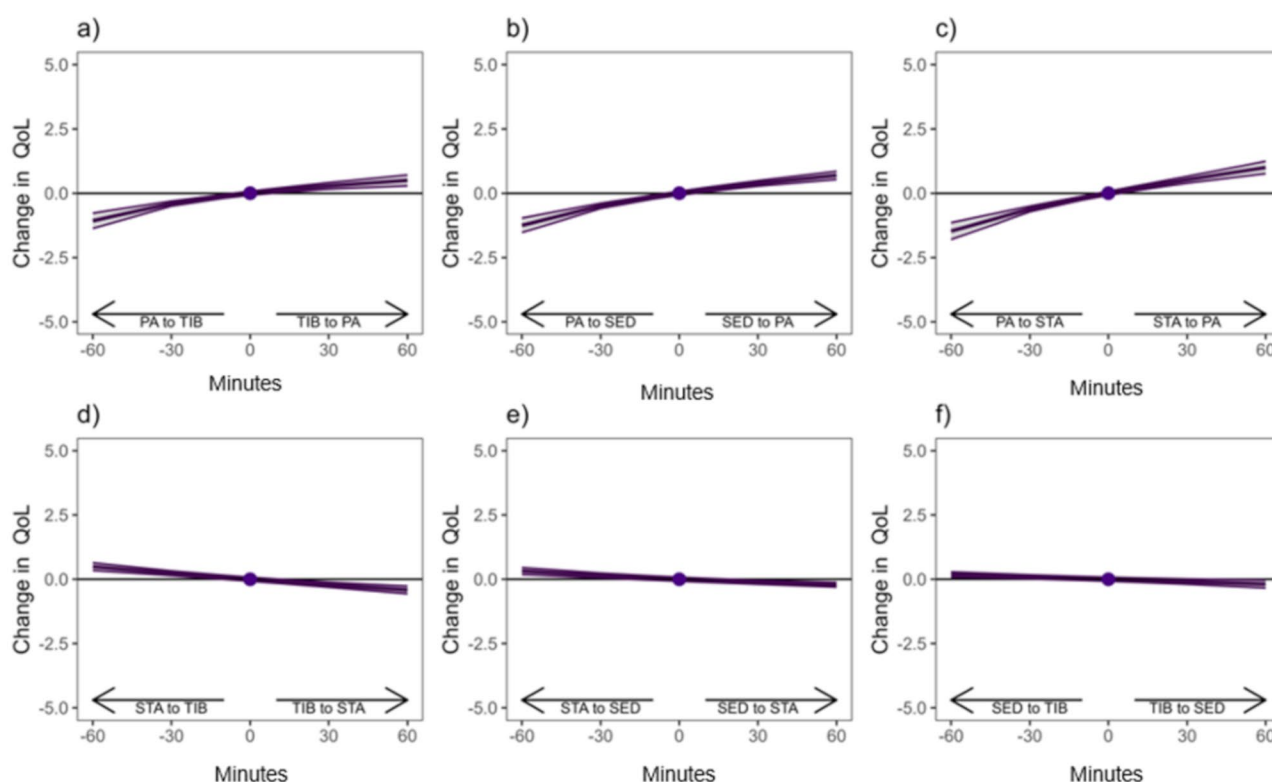 a)
5.0
2.5
0.0
-2.5
-5.0
Change in QoL
PA to TIB
TIB to PA
-60 -30 0 30 60
Minutes
b)
5.0
2.5
0.0
-2.5
-5.0
Change in QoL
PA to SED
SED to PA
-60 -30 0 30 60
Minutes
c)
5.0
2.5
0.0
-2.5
-5.0
Change in QoL
PA to STA
STA to PA
-60 -30 0 30 60
Minutes
d)
5.0
2.5
0.0
-2.5
-5.0
Change in QoL
STA to TIB
TIB to STA
-60 -30 0 30 60
Minutes
e)
5.0
2.5
0.0
-2.5
-5.0
Change in QoL
STA to SED
SED to STA
-60 -30 0 30 60
Minutes
f)
5.0
2.5
0.0
-2.5
-5.0
Change in QoL
SED to TIB
TIB to SED
-60 -30 0 30 60
Minutes